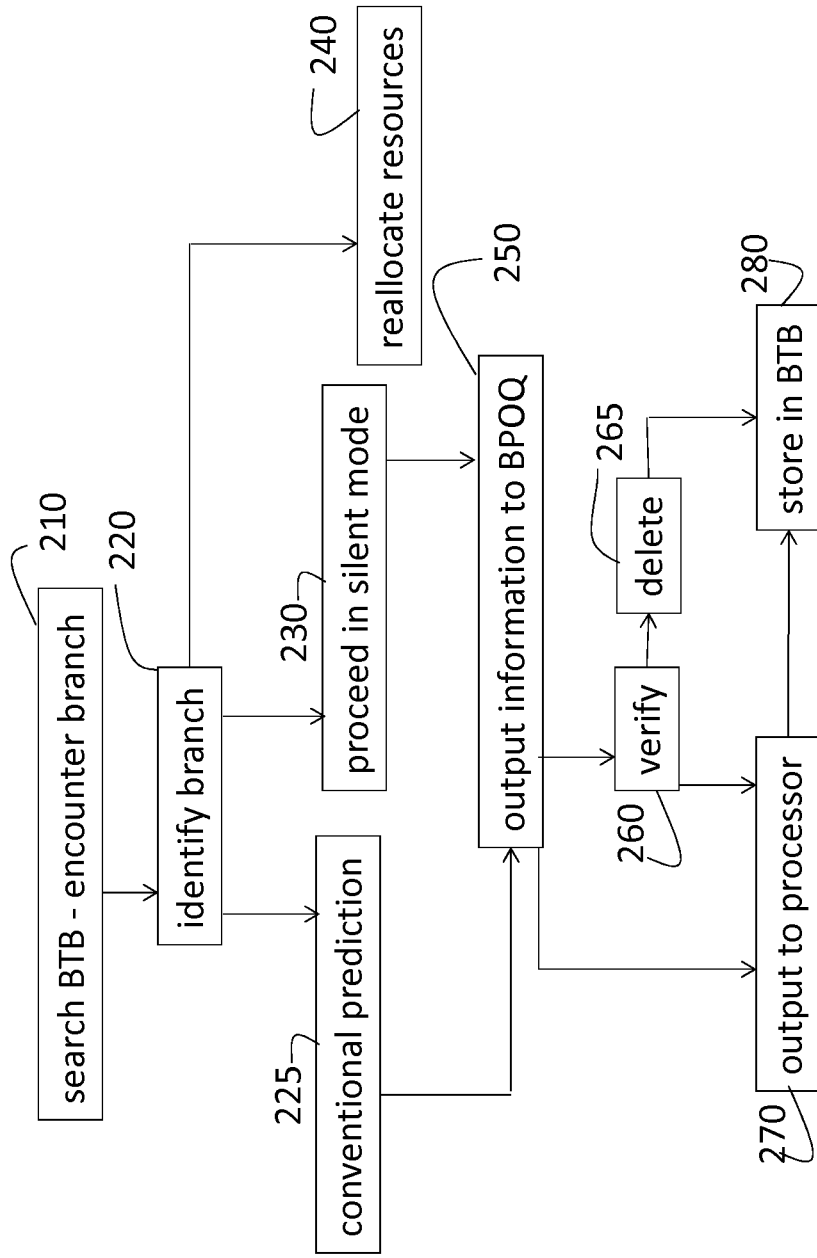 search BTB - encounter branch
210
identify branch
220
conventional prediction
225
proceed in silent mode
230
reallocate resources
240
output information to BPOQ
250
verify
260
delete
265
output to processor
270
store in BTB
280